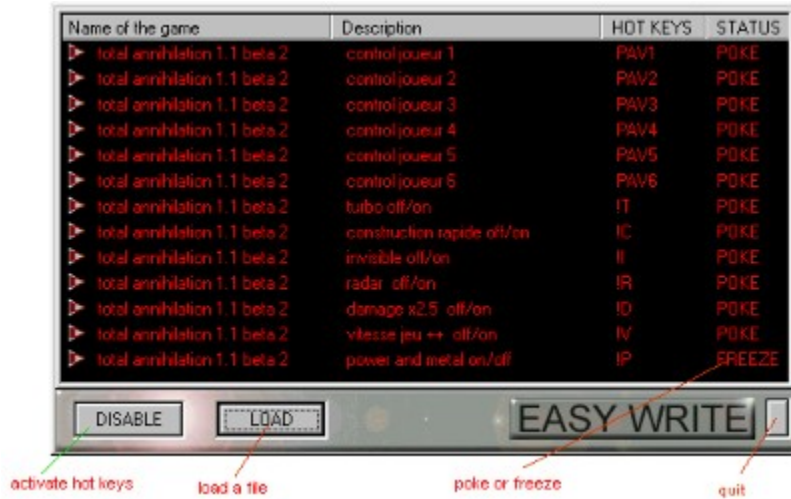 Name of the game Description HOT KEYS STATUS
total annihilation 1.1 beta 2 control joueur 1 PAV1 POKE
total annihilation 1.1 beta 2 control joueur 2 PAV2 POKE
total annihilation 1.1 beta 2 control joueur 3 PAV3 POKE
total annihilation 1.1 beta 2 control joueur 4 PAV4 POKE
total annihilation 1.1 beta 2 control joueur 5 PAV5 POKE
total annihilation 1.1 beta 2 control joueur 6 PAV6 POKE
total annihilation 1.1 beta 2 turbo off/on !T POKE
total annihilation 1.1 beta 2 construction rapide off/on !C POKE
total annihilation 1.1 beta 2 invisible off/on !I POKE
total annihilation 1.1 beta 2 radar off/on !R POKE
total annihilation 1.1 beta 2 damage x2.5 off/on !D POKE
total annihilation 1.1 beta 2 vitesse jeu ++ off/on !V POKE
total annihilation 1.1 beta 2 power and metal on/off !P FREEZE
DISABLE LOAD EASY WRITE
activate hot keys load a file poke or freeze quit